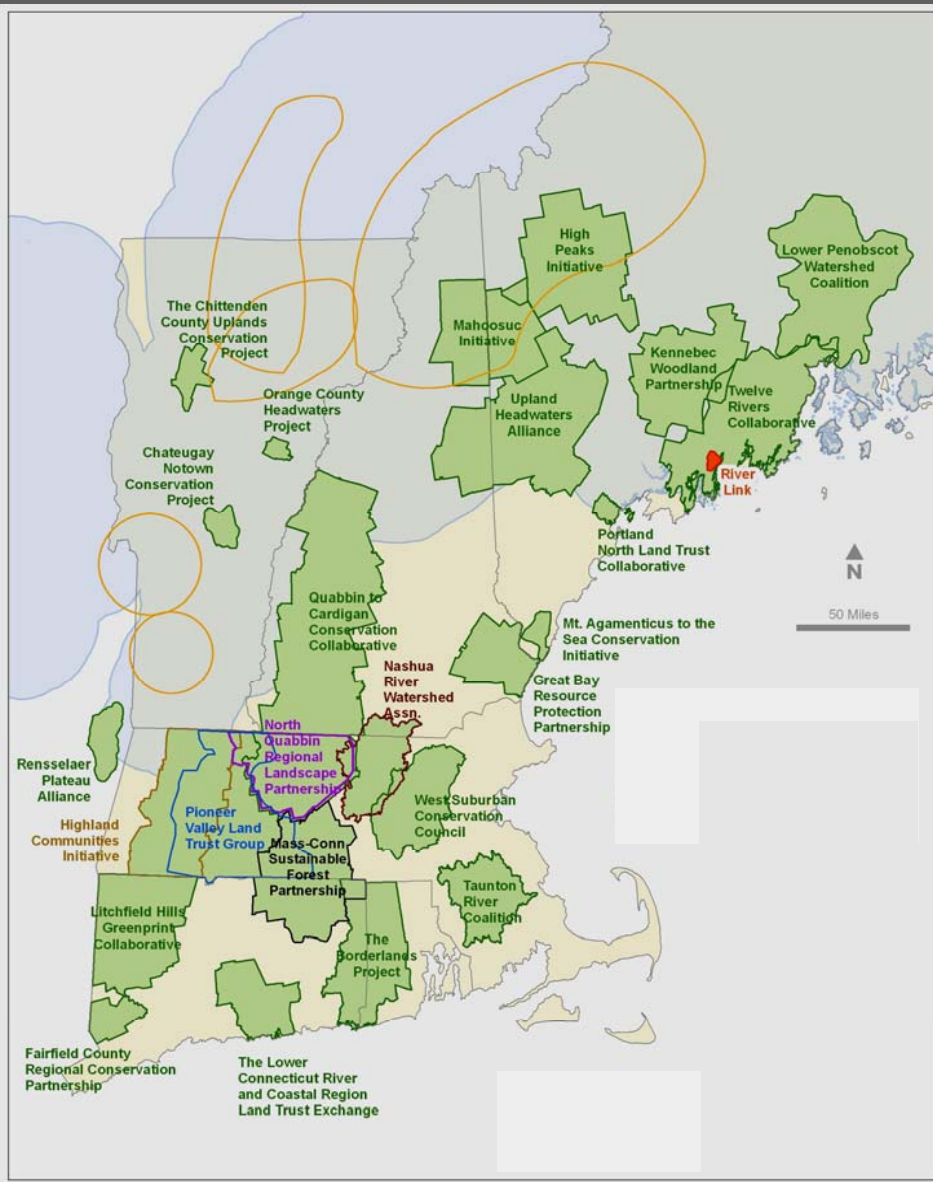 High
Peaks
Initiative
Lower Penobscot
Watershed
Coalition
The Chittenden
County Uplands
Conservation
Project
Mahoosuc
Initiative
Kennebec
Woodland
Partnership
Twelve
Rivers
Collaborative
Orange County
Headwaters
Project
Upland
Headwaters
Alliance
Chateugay
Notown
Conservation
Project
River
Link
Portland
North Land Trust
Collaborative
N
50 Miles
Quabbin to
Cardigan
Conservation
Collaborative
Mt. Agamenticus to the
Sea Conservation
Initiative
Great Bay
Resource
Protection
Partnership
Nashua
River
Watershed
Assn.
North
Quabbin
Regional
Landscape
Partnership
Rensselaer
Plateau
Alliance
Highland
Communities
Initiative
Pioneer
Valley Land
Trust Group
West Suburban
Conservation
Council
Mass-Conn
Sustainable
Forest
Partnership
Taunton
River
Coalition
Litchfield Hills
Greenprint
Collaborative
The
Borderlands
Project
Fairfield County
Regional Conservation
Partnership
The Lower
Connecticut River
and Coastal Region
Land Trust Exchange